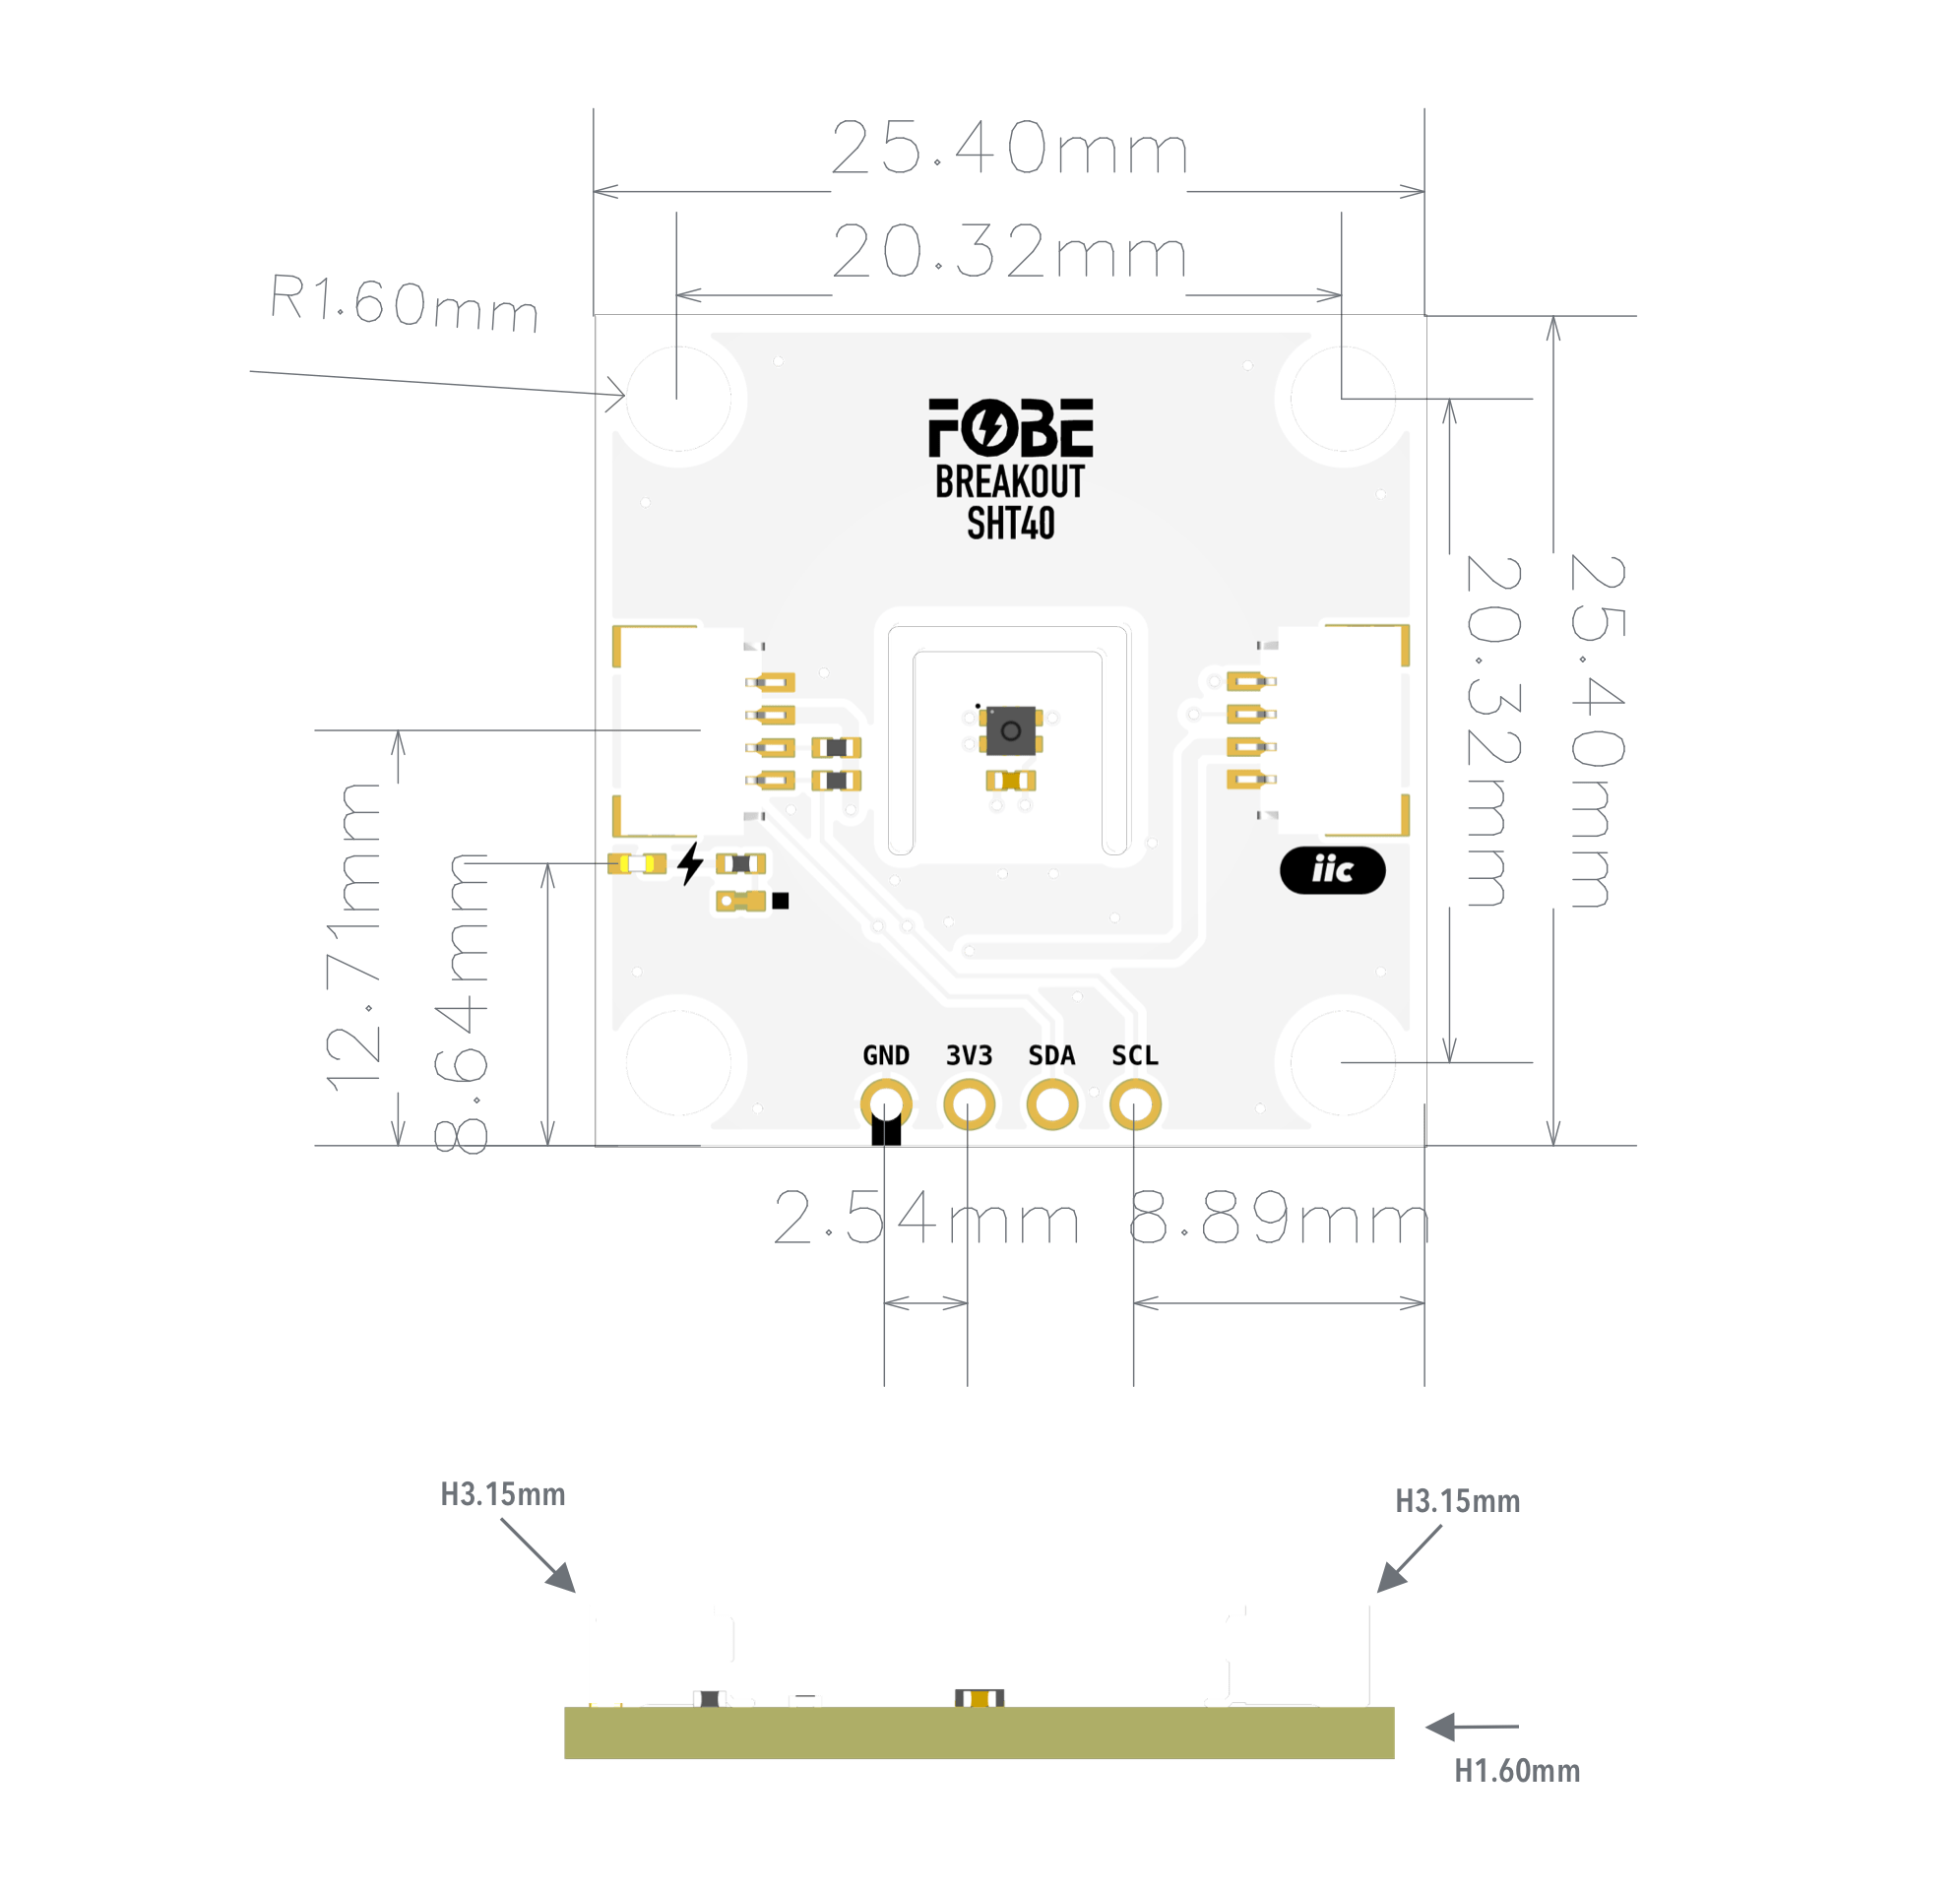 25.40mm
20.32mm
R1.60mm
FOBE
BREAKOUT
SHT40
20.32mm
25.40mm
12.71mm
8.64mm
iic
GND 3V3 SDA SCL
2.54mm 8.89mm
H3.15mm
H3.15mm
H1.60mm